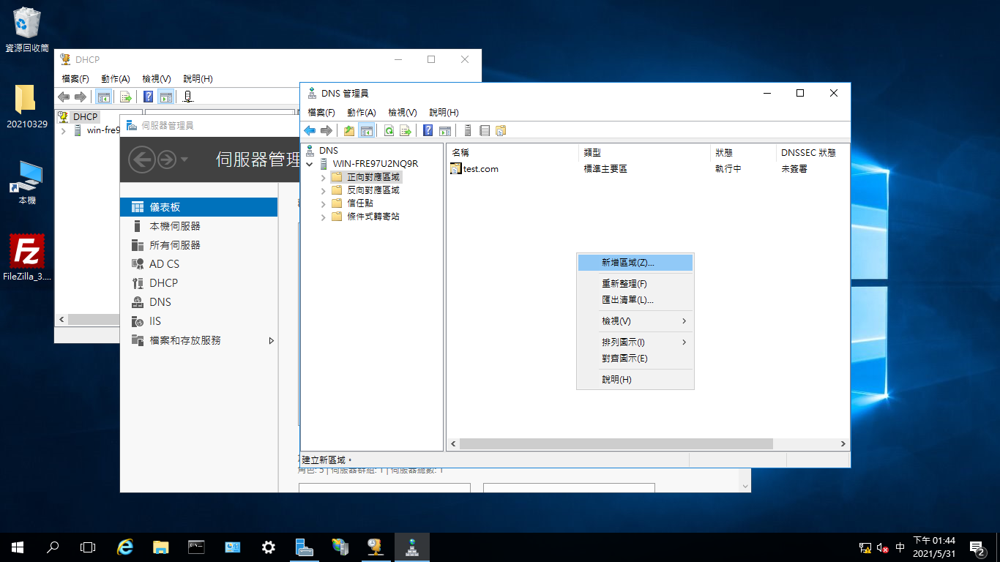 資源回收筒
20210329
本機
FileZilla_3....
DHCP
檔案(F) 動作(A) 檢視(V) 說明(H)
DHCP
win-fre9
伺服器管理員
伺服器管理
儀表板
本機伺服器
所有伺服器
AD CS
DHCP
DNS
IIS
檔案和存放服務
角色: 5 | 伺服器群組: 1 | 伺服器總數: 1
DNS 管理員
檔案(F) 動作(A) 檢視(V) 說明(H)
DNS
WIN-FRE97U2NQ9R
正向對應區域
反向對應區域
信任點
條件式轉寄站
名稱 類型 狀態 DNSSEC 狀態
test.com 標準主要區 執行中 未簽署
新增區域(Z)...
重新整理(F)
匯出清單(L)...
檢視(V)
排列圖示(I)
對齊圖示(E)
說明(H)
建立新區域。
中
下午 01:44
2021/5/31
2